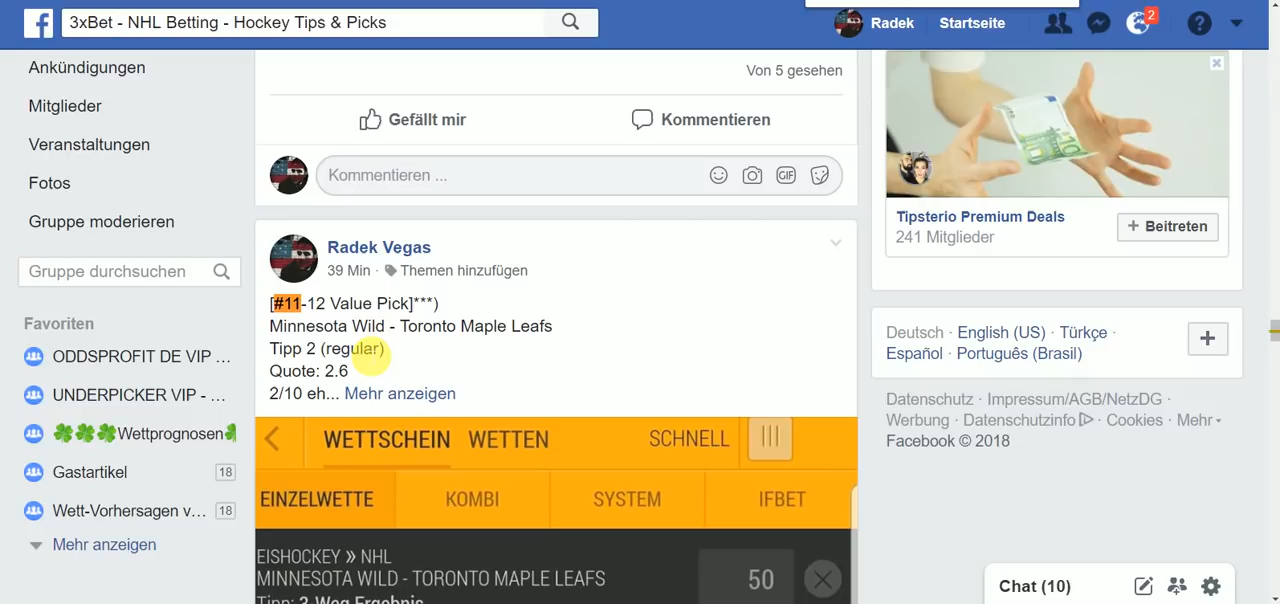 3xBet - NHL Betting - Hockey Tips & Picks
Radek
Startseite
2
Ankündigungen
Mitglieder
Veranstaltungen
Fotos
Gruppe moderieren
Gruppe durchsuchen
Favoriten
ODDSPROFIT DE VIP ...
UNDERPICKER VIP - ...
🍀🍀🍀Wettprognosen🍀
Gastartikel 18
Wett-Vorhersagen v... 18
Mehr anzeigen
Von 5 gesehen
Gefällt mir
Kommentieren
Kommentieren ...
GIF
Radek Vegas
39 Min · Themen hinzufügen
[#11-12 Value Pick]***)
Minnesota Wild - Toronto Maple Leafs
Tipp 2 (regular)
Quote: 2.6
2/10 eh... Mehr anzeigen
WETTSCHEIN WETTEN SCHNELL
EINZELWETTE KOMBI SYSTEM IFBET
EISHOCKEY » NHL
MINNESOTA WILD - TORONTO MAPLE LEAFS
50
Tipp: 3-Weg Ergebnis
Tipsterio Premium Deals
241 Mitglieder
+ Beitreten
Deutsch · English (US) · Türkçe ·
Español · Português (Brasil)
Datenschutz · Impressum/AGB/NetzDG ·
Werbung · Datenschutzinfo · Cookies · Mehr
Facebook © 2018
Chat (10)